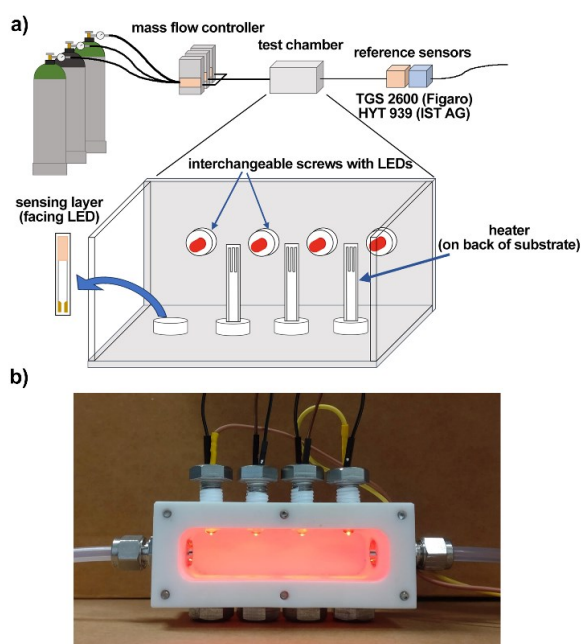 a)
mass flow controller
test chamber
reference sensors
TGS 2600 (Figaro)
HYT 939 (IST AG)
interchangeable screws with LEDs
sensing layer
(facing LED)
heater
(on back of substrate)
b)